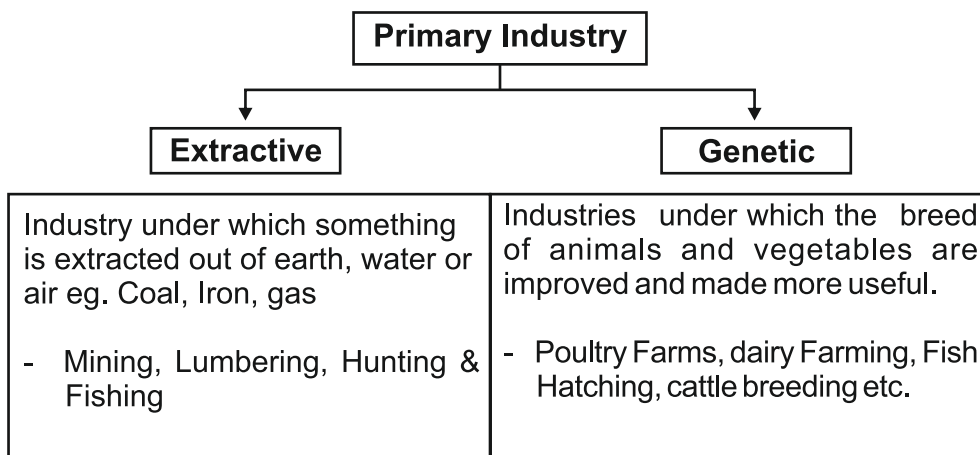 Primary Industry
Extractive
Genetic
Industry under which something
is extracted out of earth, water or
air eg. Coal, Iron, gas
- Mining, Lumbering, Hunting &
Fishing
Industries under which the breed
of animals and vegetables are
improved and made more useful.
- Poultry Farms, dairy Farming, Fish
Hatching, cattle breeding etc.